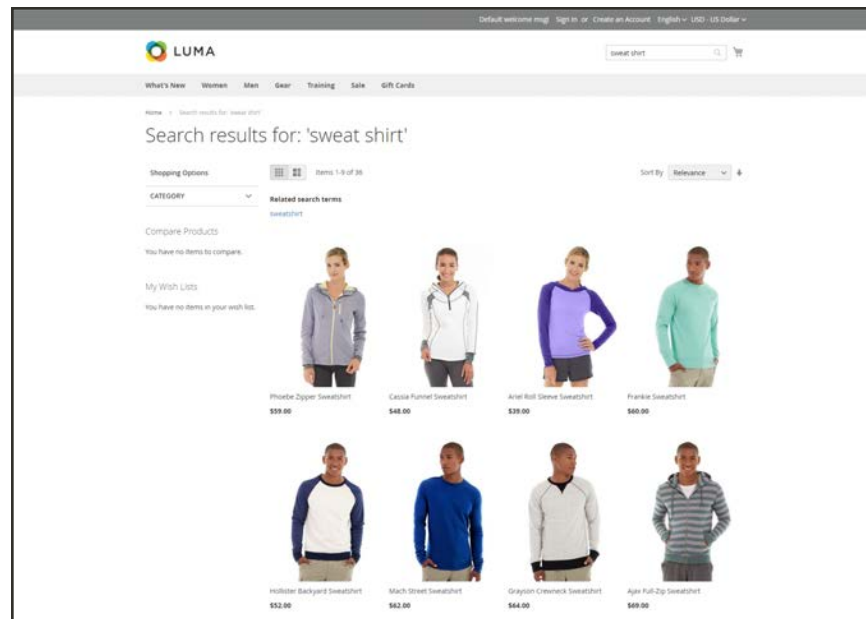 Default welcome msg! Sign In or Create an Account English USD - US Dollar
LUMA
sweat shirt
What's New Women Men Gear Training Sale Gift Cards
Home Search results for: 'sweat shirt'
Search results for: 'sweat shirt'
Shopping Options
Items 1-9 of 36
Sort By Relevance
CATEGORY
Related search terms
sweatshirt
Compare Products
You have no items to compare.
My Wish Lists
You have no items in your wish list.
Phoebe Zipper Sweatshirt Cassia Funnel Sweatshirt Ariel Roll Sleeve Sweatshirt Frankie Sweatshirt
$59.00 $48.00 $39.00 $60.00
Hollister Backyard Sweatshirt Mach Street Sweatshirt Grayson Crewneck Sweatshirt Ajax Full-Zip Sweatshirt
$52.00 $62.00 $64.00 $69.00